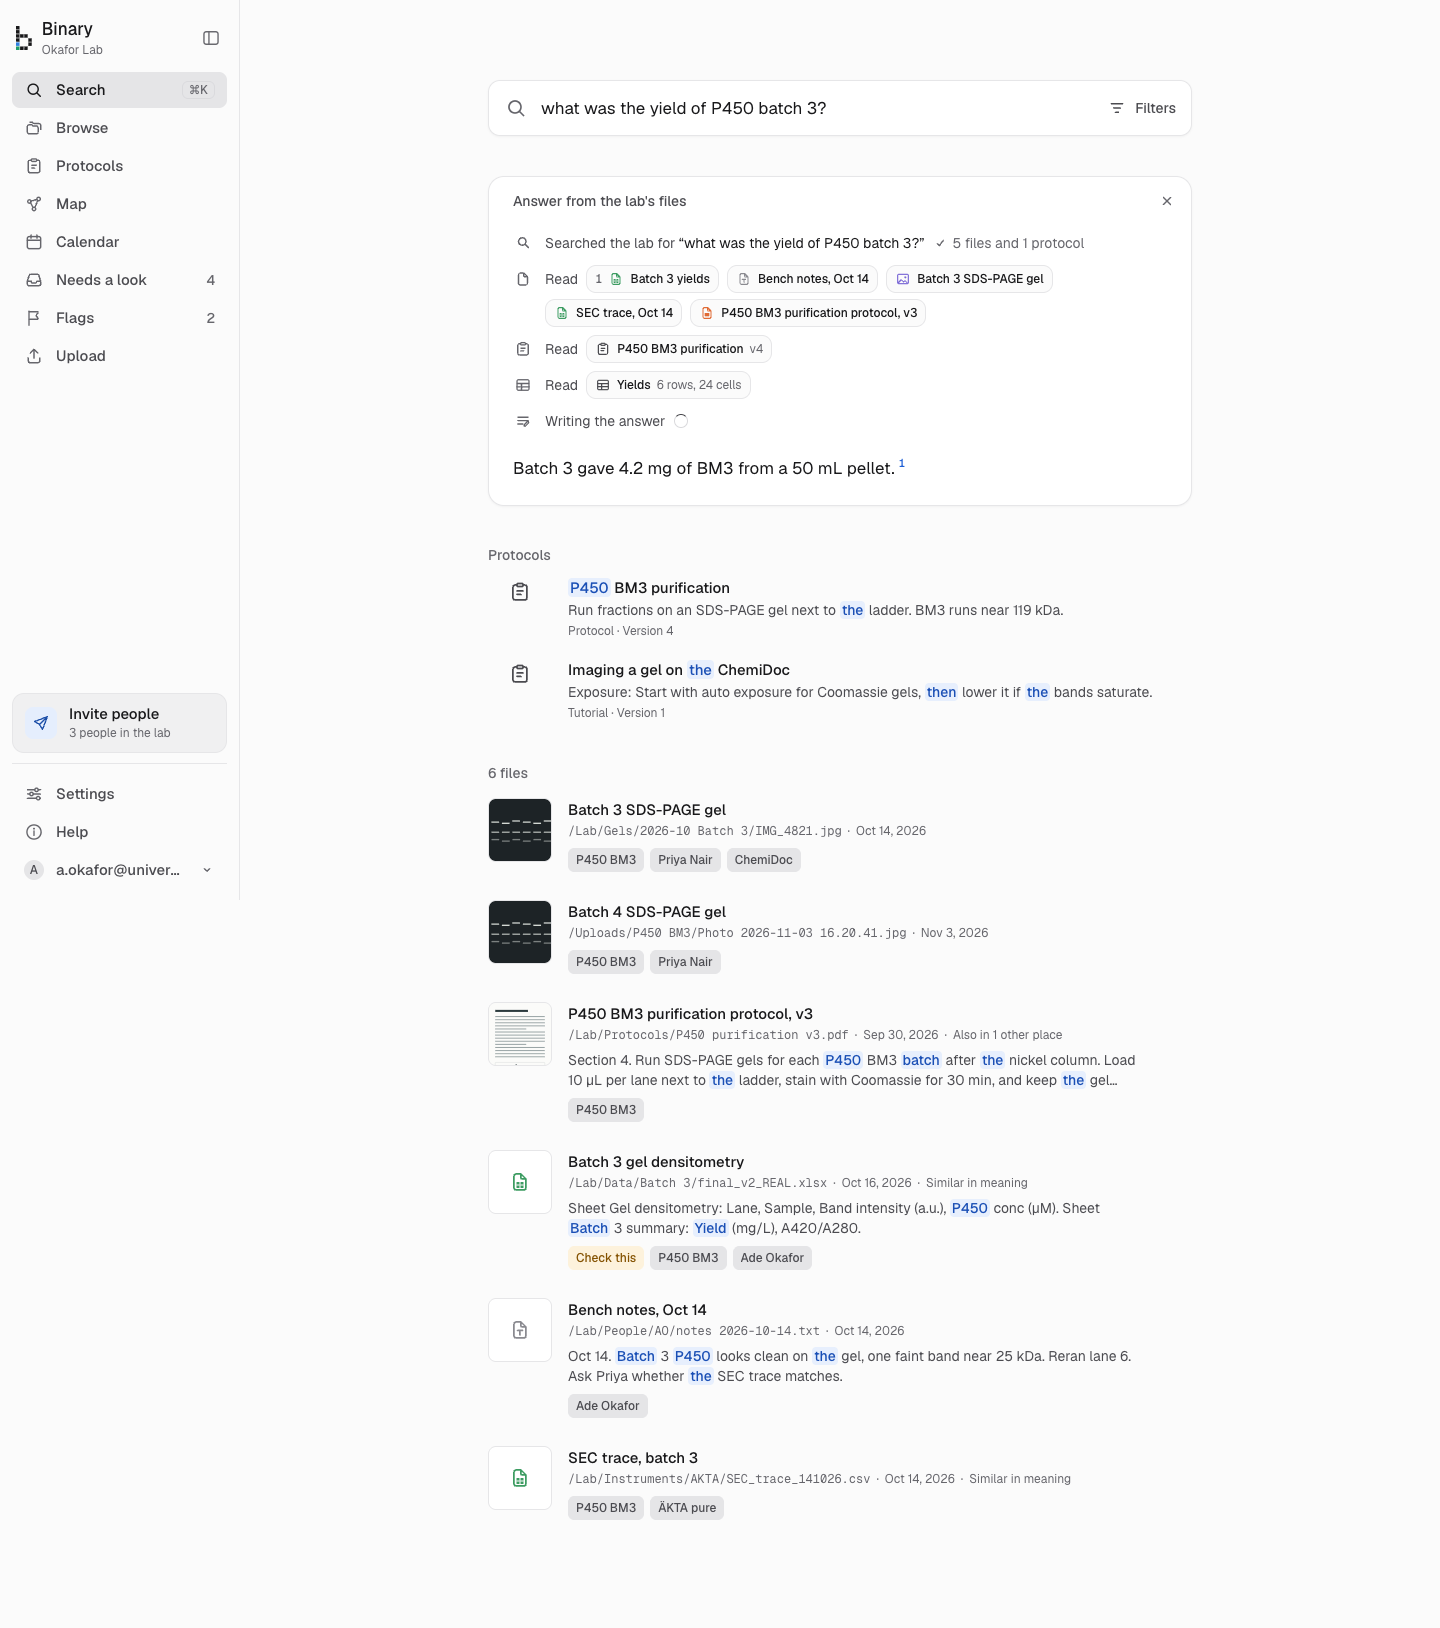 Binary
Okafor Lab
Search ⌘K
Browse
Protocols
Map
Calendar
Needs a look 4
Flags 2
Upload
Invite people
3 people in the lab
Settings
Help
A a.okafor@univer...
what was the yield of P450 batch 3?
Filters
Answer from the lab's files
Searched the lab for “what was the yield of P450 batch 3?” ✓ 5 files and 1 protocol
Read 1 Batch 3 yields Bench notes, Oct 14 Batch 3 SDS-PAGE gel
SEC trace, Oct 14 P450 BM3 purification protocol, v3
Read P450 BM3 purification v4
Read Yields 6 rows, 24 cells
Writing the answer
Batch 3 gave 4.2 mg of BM3 from a 50 mL pellet. 1
Protocols
P450 BM3 purification
Run fractions on an SDS-PAGE gel next to the ladder. BM3 runs near 119 kDa.
Protocol · Version 4
Imaging a gel on the ChemiDoc
Exposure: Start with auto exposure for Coomassie gels, then lower it if the bands saturate.
Tutorial · Version 1
6 files
Batch 3 SDS-PAGE gel
/Lab/Gels/2026-10 Batch 3/IMG_4821.jpg · Oct 14, 2026
P450 BM3 Priya Nair ChemiDoc
Batch 4 SDS-PAGE gel
/Uploads/P450 BM3/Photo 2026-11-03 16.20.41.jpg · Nov 3, 2026
P450 BM3 Priya Nair
P450 BM3 purification protocol, v3
/Lab/Protocols/P450 purification v3.pdf · Sep 30, 2026 · Also in 1 other place
Section 4. Run SDS-PAGE gels for each P450 BM3 batch after the nickel column. Load
10 µL per lane next to the ladder, stain with Coomassie for 30 min, and keep the gel…
P450 BM3
Batch 3 gel densitometry
/Lab/Data/Batch 3/final_v2_REAL.xlsx · Oct 16, 2026 · Similar in meaning
Sheet Gel densitometry: Lane, Sample, Band intensity (a.u.), P450 conc (µM). Sheet
Batch 3 summary: Yield (mg/L), A420/A280.
Check this P450 BM3 Ade Okafor
Bench notes, Oct 14
/Lab/People/AO/notes 2026-10-14.txt · Oct 14, 2026
Oct 14. Batch 3 P450 looks clean on the gel, one faint band near 25 kDa. Reran lane 6.
Ask Priya whether the SEC trace matches.
Ade Okafor
SEC trace, batch 3
/Lab/Instruments/AKTA/SEC_trace_141026.csv · Oct 14, 2026 · Similar in meaning
P450 BM3 ÄKTA pure